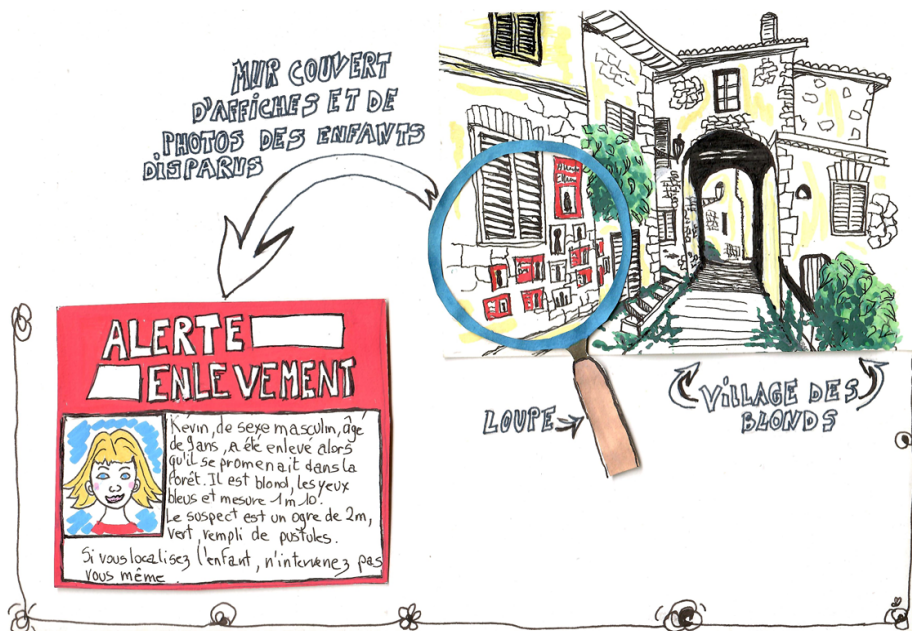 MUR COUVERT
D'AFFICHES ET DE
PHOTOS DES ENFANTS
DISPARUS
LOUPE
VILLAGE DES
BLONDS
ALERTE
ENLEVEMENT
Kévin, de sexe masculin, âgé
de 9ans, a été enlevé alors
qu'il se promenait dans la
forêt. Il est blond, les yeux
bleus et mesure 1m10.
Le suspect est un ogre de 2m,
vert, rempli de pustules.
Si vous localisez l'enfant, n'intervenez pas
vous même